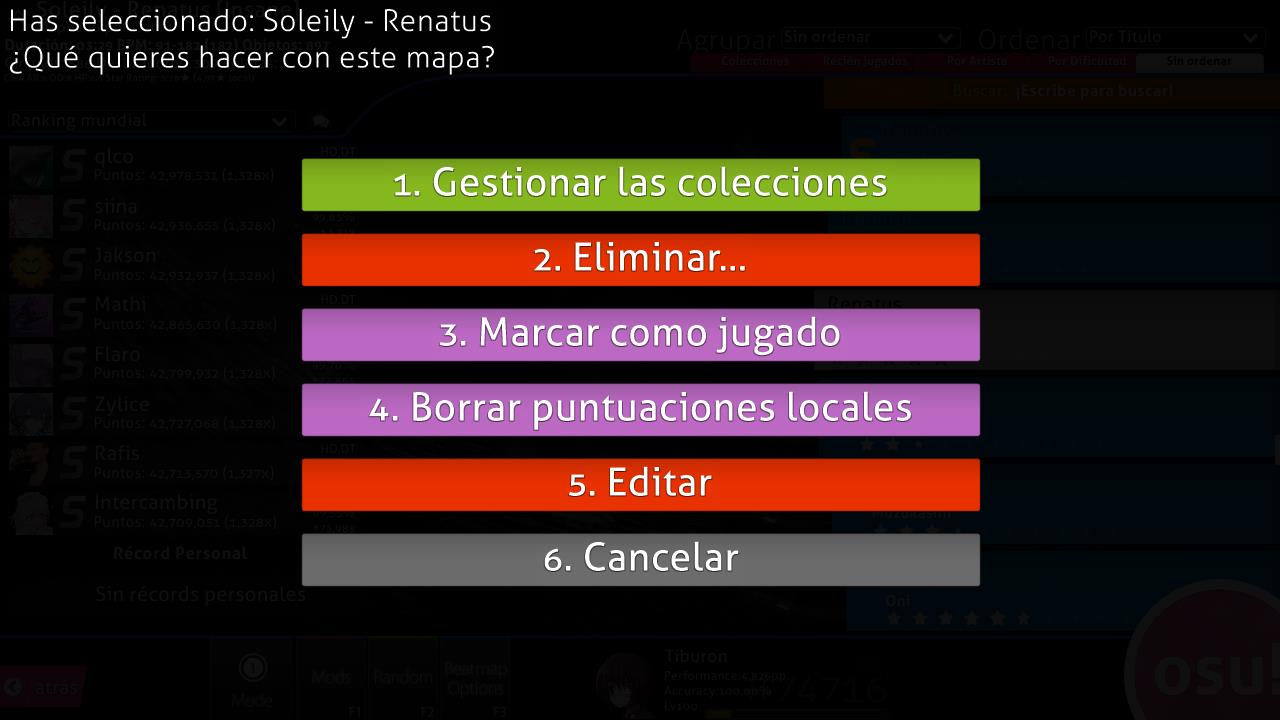 Has seleccionado: Soleily - Renatus
¿Qué quieres hacer con este mapa?
Agrupar Sin ordenar
Ordenar Por Título
Colecciones Recién jugados Por Artista Por Dificultad Sin ordenar
Buscar: ¡Escribe para buscar!
Ranking mundial
qlco
Puntos: 42,978,531 (1,328x)
HD,DT
siina
Puntos: 42,936,655 (1,328x)
Jakson
Puntos: 42,932,937 (1,328x)
Mathi
Puntos: 42,865,630 (1,328x)
HD,DT
Flaro
Puntos: 42,799,932 (1,328x)
Zylice
Puntos: 42,727,068 (1,328x)
Rafis
Puntos: 42,713,570 (1,327x)
HD,DT
Intercambing
Puntos: 42,709,051 (1,328x)
Récord Personal
Sin récords personales
1. Gestionar las colecciones
2. Eliminar...
3. Marcar como jugado
4. Borrar puntuaciones locales
5. Editar
6. Cancelar
Renatus
Muzukashii
Oni
atrás
Mode
Mods
F1
Random
F2
Beatmap
Options
F3
Tiburon
Performance:4,826pp
Accuracy:100.00%
Lv100
74716
osu!